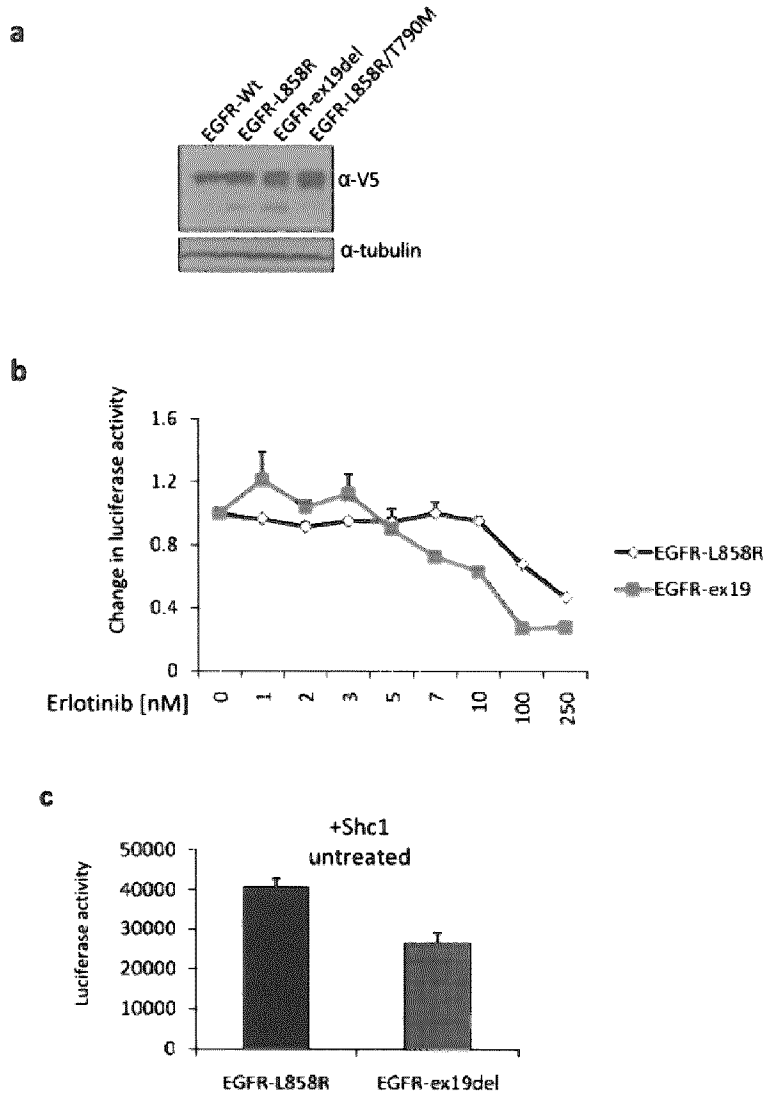 a
EGFR-Wt
EGFR-L858R
EGFR-ex19del
EGFR-L858R/T790M
α-V5
α-tubulin
b
Change in luciferase activity
1.6
1.2
0.8
0.4
0
Erlotinib [nM]
0 1 2 3 5 7 10 100 250
EGFR-L858R
EGFR-ex19
c
+Shc1
untreated
Luciferase activity
50000
40000
30000
20000
10000
0
EGFR-L858R EGFR-ex19del